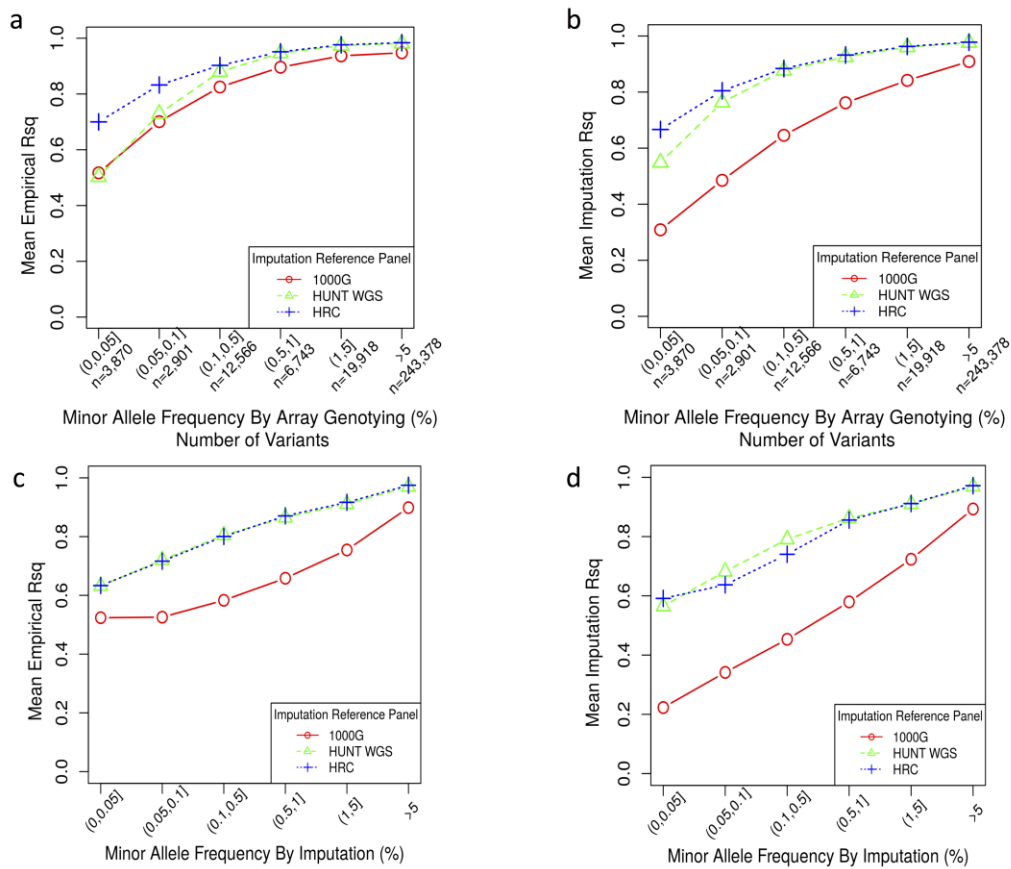 a
Mean Empirical Rsq
0.0 0.2 0.4 0.6 0.8 1.0
Imputation Reference Panel
1000G
HUNT WGS
HRC
(0,0.05]
n=3,870
(0.05,0.1]
n=2,901
(0.1,0.5]
n=12,566
(0.5,1]
n=6,743
(1,5]
n=19,918
>5
n=243,378
Minor Allele Frequency By Array Genotying (%)
Number of Variants
b
Mean Imputation Rsq
0.0 0.2 0.4 0.6 0.8 1.0
Imputation Reference Panel
1000G
HUNT WGS
HRC
(0,0.05]
n=3,870
(0.05,0.1]
n=2,901
(0.1,0.5]
n=12,566
(0.5,1]
n=6,743
(1,5]
n=19,918
>5
n=243,378
Minor Allele Frequency By Array Genotying (%)
Number of Variants
c
Mean Empirical Rsq
0.0 0.2 0.4 0.6 0.8 1.0
Imputation Reference Panel
1000G
HUNT WGS
HRC
(0,0.05]
(0.05,0.1]
(0.1,0.5]
(0.5,1]
(1,5]
>5
Minor Allele Frequency By Imputation (%)
d
Mean Imputation Rsq
0.0 0.2 0.4 0.6 0.8 1.0
Imputation Reference Panel
1000G
HUNT WGS
HRC
(0,0.05]
(0.05,0.1]
(0.1,0.5]
(0.5,1]
(1,5]
>5
Minor Allele Frequency By Imputation (%)